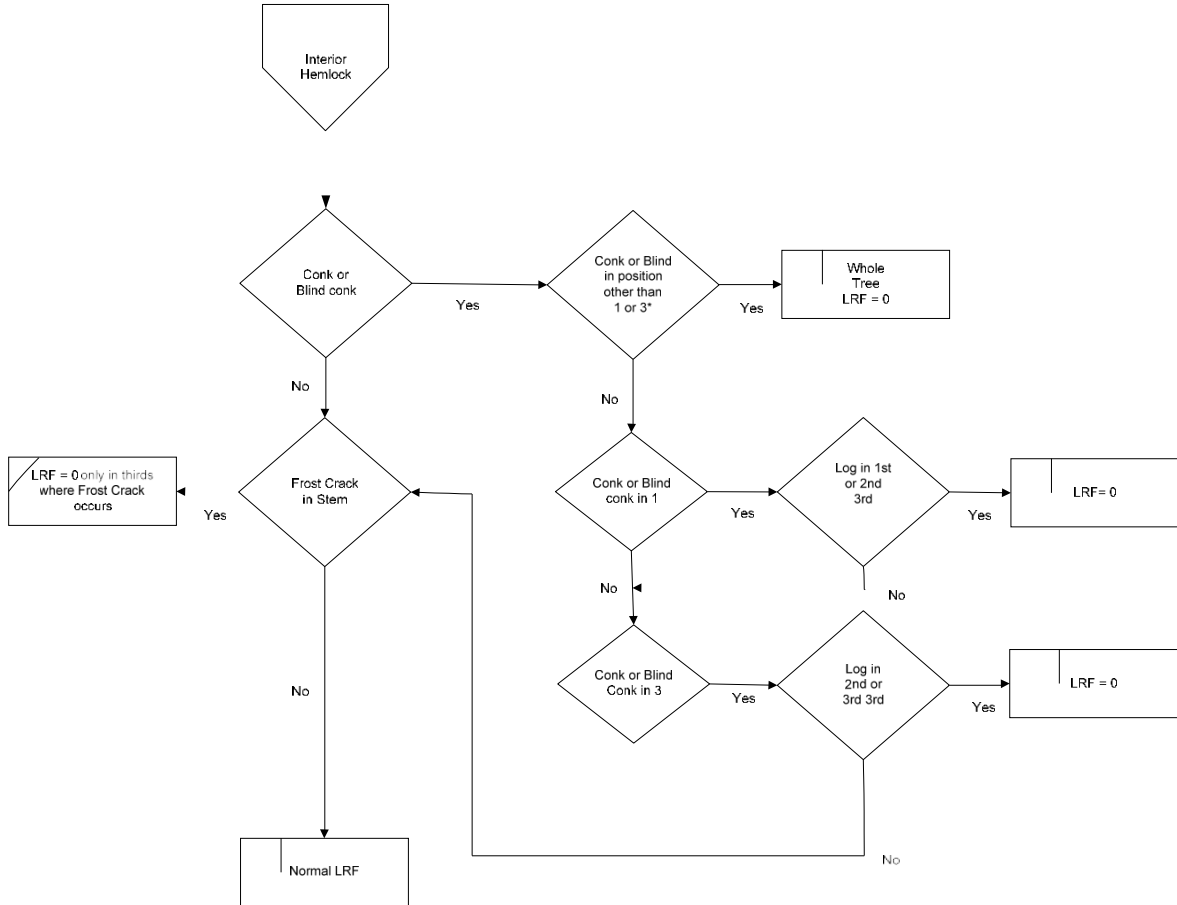 Interior
Hemlock
Conk or
Blind conk
Yes
Conk or Blind
in position
other than
1 or 3*
Yes
Whole
Tree
LRF = 0
No
No
LRF = 0 only in thirds
where Frost Crack
occurs
Yes
Frost Crack
in Stem
Conk or Blind
conk in 1
Yes
Log in 1st
or 2nd
3rd
Yes
LRF= 0
No
No
Conk or Blind
Conk in 3
Yes
Log in
2nd or
3rd 3rd
Yes
LRF = 0
No
No
Normal LRF